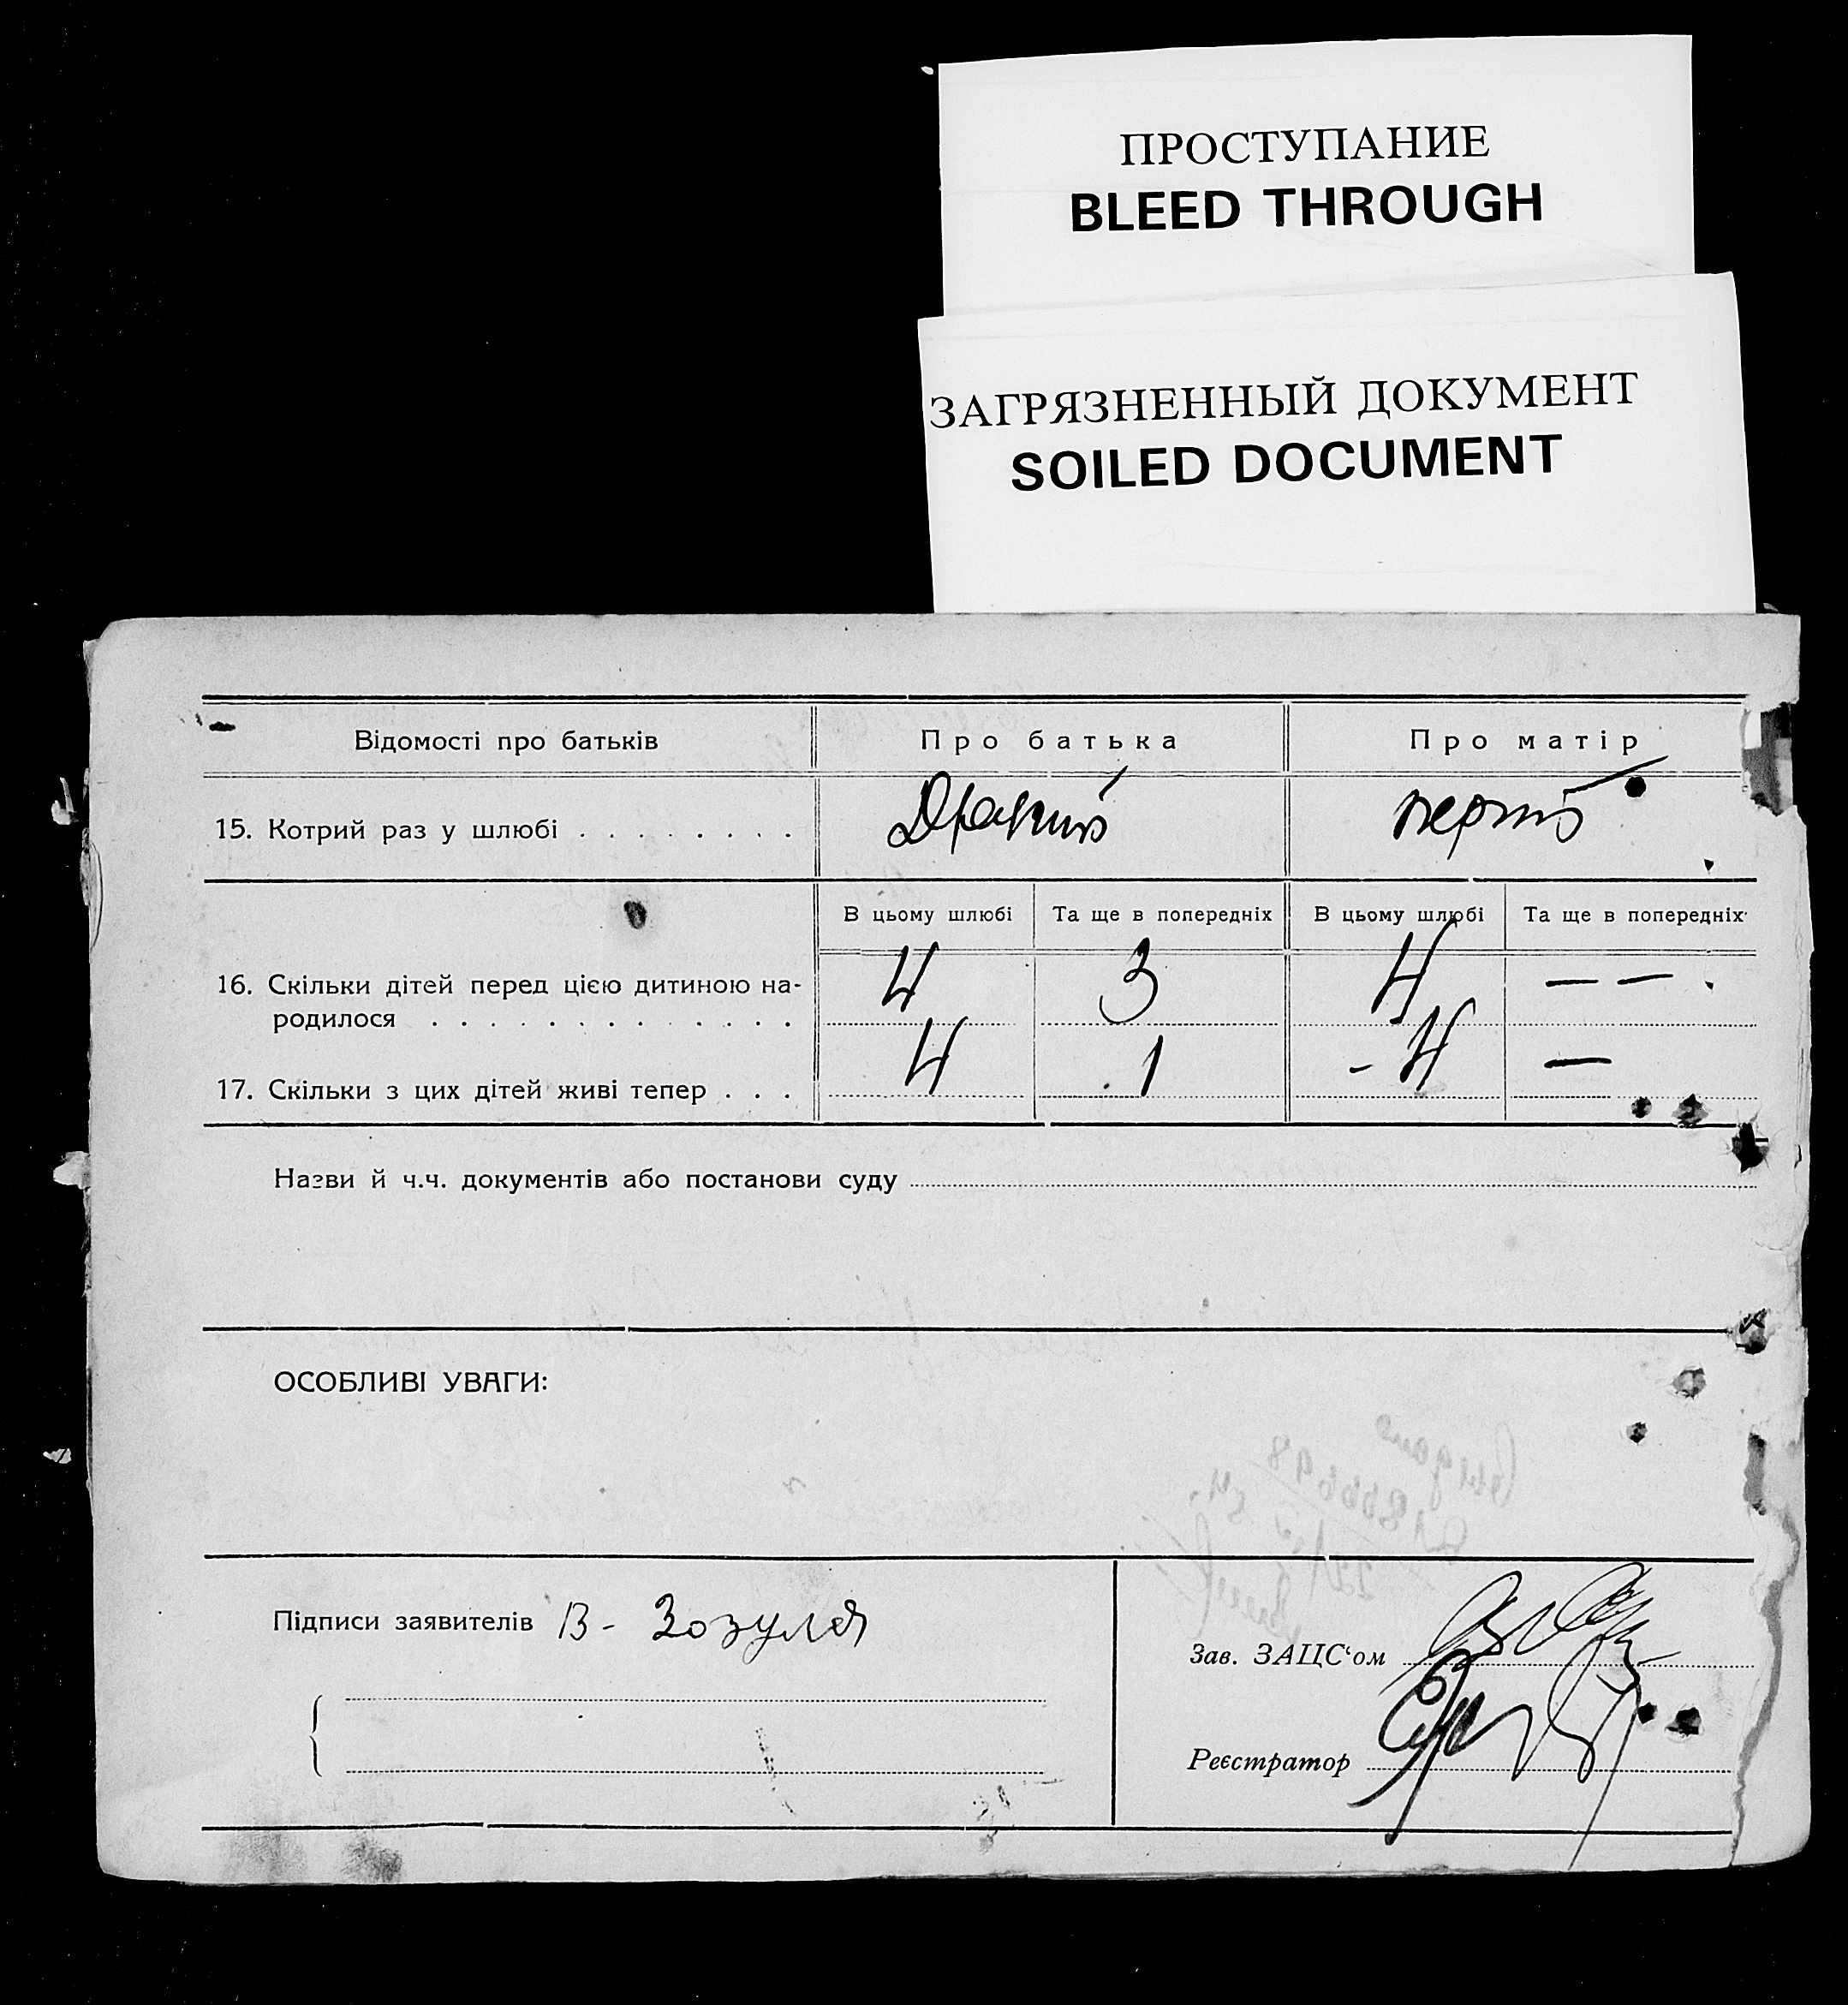 ПРОСТУПАНИЕ
BLEED THROUGH
ЗАГРЯЗНЕННЫЙ ДОКУМЕНТ
SOILED DOCUMENT
Відомості про батьків Про батька Про матір
15. Котрий раз у шлюбі . . . . . . . . Другий перший
В цьому шлюбі Та ще в попередніх В цьому шлюбі Та ще в попередніх
16. Скільки дітей перед цією дитиною на-
родилося . . . . . . . . . . . . . 4 3 4 — —
17. Скільки з цих дітей живі тепер . . . 4 1 - 4 —
Назви й ч.ч. документів або постанови суду
ОСОБЛИВІ УВАГИ:
Підписи заявителів В - Зозуля
Зав. ЗАЦС‘ом
Реєстратор